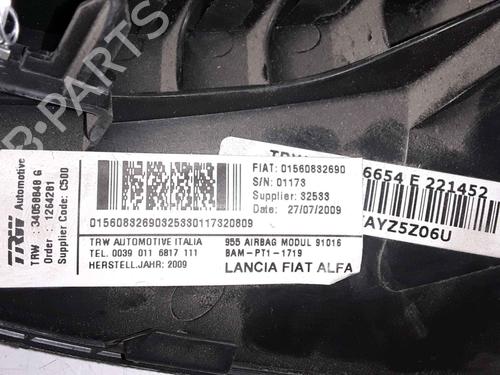 TRW Automotive
TRW : 34058848 G
Order : 1264281
Supplier Code: C500
FIAT: 01560832690
S/N: 01173
Supplier: 32533
Date: 27/07/2009
01560832690325330117320809
TRW AUTOMOTIVE ITALIA
TEL. 0039 011 6817 111
HERSTELL.JAHR: 2009
955 AIRBAG MODUL 91016
BAM-PT1-1719
LANCIA FIAT ALFA
6654 E 221452
AYZ5Z06U
B-PARTS